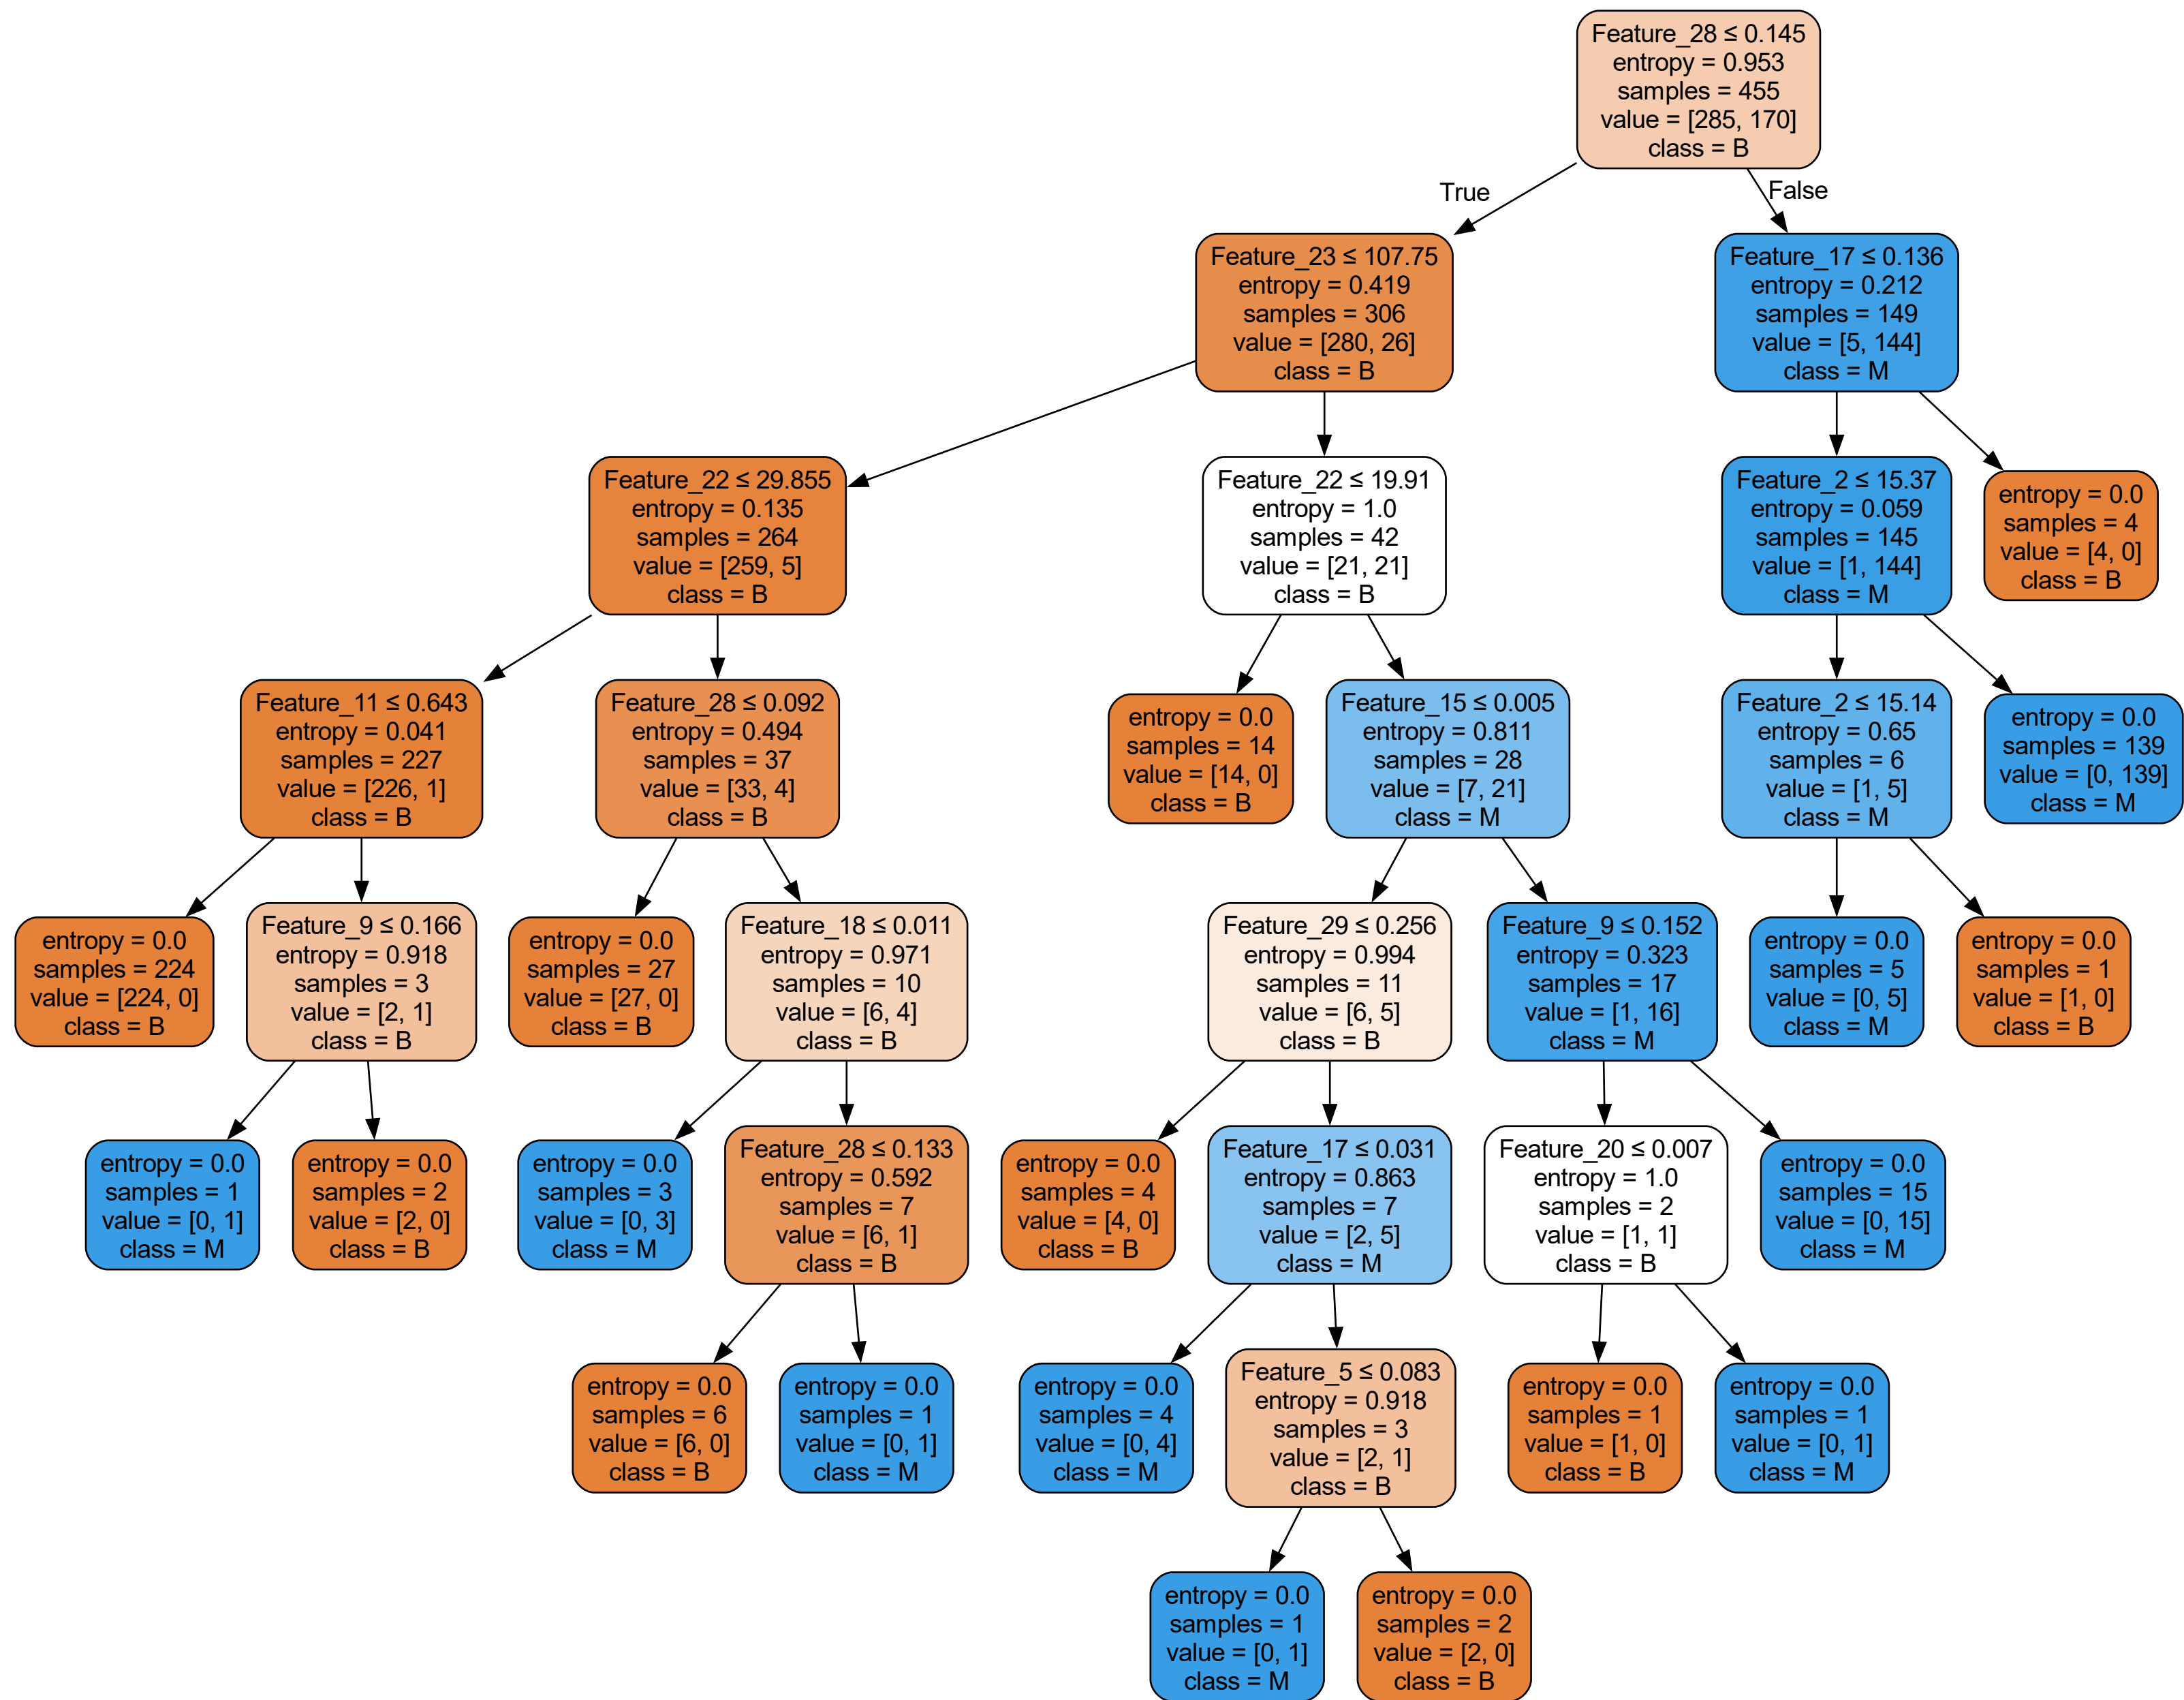 Feature_28 ≤ 0.145
entropy = 0.953
samples = 455
value = [285, 170]
class = B
True
False
Feature_23 ≤ 107.75
entropy = 0.419
samples = 306
value = [280, 26]
class = B
Feature_17 ≤ 0.136
entropy = 0.212
samples = 149
value = [5, 144]
class = M
Feature_22 ≤ 29.855
entropy = 0.135
samples = 264
value = [259, 5]
class = B
Feature_22 ≤ 19.91
entropy = 1.0
samples = 42
value = [21, 21]
class = B
Feature_2 ≤ 15.37
entropy = 0.059
samples = 145
value = [1, 144]
class = M
entropy = 0.0
samples = 4
value = [4, 0]
class = B
Feature_11 ≤ 0.643
entropy = 0.041
samples = 227
value = [226, 1]
class = B
Feature_28 ≤ 0.092
entropy = 0.494
samples = 37
value = [33, 4]
class = B
entropy = 0.0
samples = 14
value = [14, 0]
class = B
Feature_15 ≤ 0.005
entropy = 0.811
samples = 28
value = [7, 21]
class = M
Feature_2 ≤ 15.14
entropy = 0.65
samples = 6
value = [1, 5]
class = M
entropy = 0.0
samples = 139
value = [0, 139]
class = M
entropy = 0.0
samples = 224
value = [224, 0]
class = B
Feature_9 ≤ 0.166
entropy = 0.918
samples = 3
value = [2, 1]
class = B
entropy = 0.0
samples = 27
value = [27, 0]
class = B
Feature_18 ≤ 0.011
entropy = 0.971
samples = 10
value = [6, 4]
class = B
Feature_29 ≤ 0.256
entropy = 0.994
samples = 11
value = [6, 5]
class = B
Feature_9 ≤ 0.152
entropy = 0.323
samples = 17
value = [1, 16]
class = M
entropy = 0.0
samples = 5
value = [0, 5]
class = M
entropy = 0.0
samples = 1
value = [1, 0]
class = B
entropy = 0.0
samples = 1
value = [0, 1]
class = M
entropy = 0.0
samples = 2
value = [2, 0]
class = B
entropy = 0.0
samples = 3
value = [0, 3]
class = M
Feature_28 ≤ 0.133
entropy = 0.592
samples = 7
value = [6, 1]
class = B
entropy = 0.0
samples = 4
value = [4, 0]
class = B
Feature_17 ≤ 0.031
entropy = 0.863
samples = 7
value = [2, 5]
class = M
Feature_20 ≤ 0.007
entropy = 1.0
samples = 2
value = [1, 1]
class = B
entropy = 0.0
samples = 15
value = [0, 15]
class = M
entropy = 0.0
samples = 6
value = [6, 0]
class = B
entropy = 0.0
samples = 1
value = [0, 1]
class = M
entropy = 0.0
samples = 4
value = [0, 4]
class = M
Feature_5 ≤ 0.083
entropy = 0.918
samples = 3
value = [2, 1]
class = B
entropy = 0.0
samples = 1
value = [1, 0]
class = B
entropy = 0.0
samples = 1
value = [0, 1]
class = M
entropy = 0.0
samples = 1
value = [0, 1]
class = M
entropy = 0.0
samples = 2
value = [2, 0]
class = B